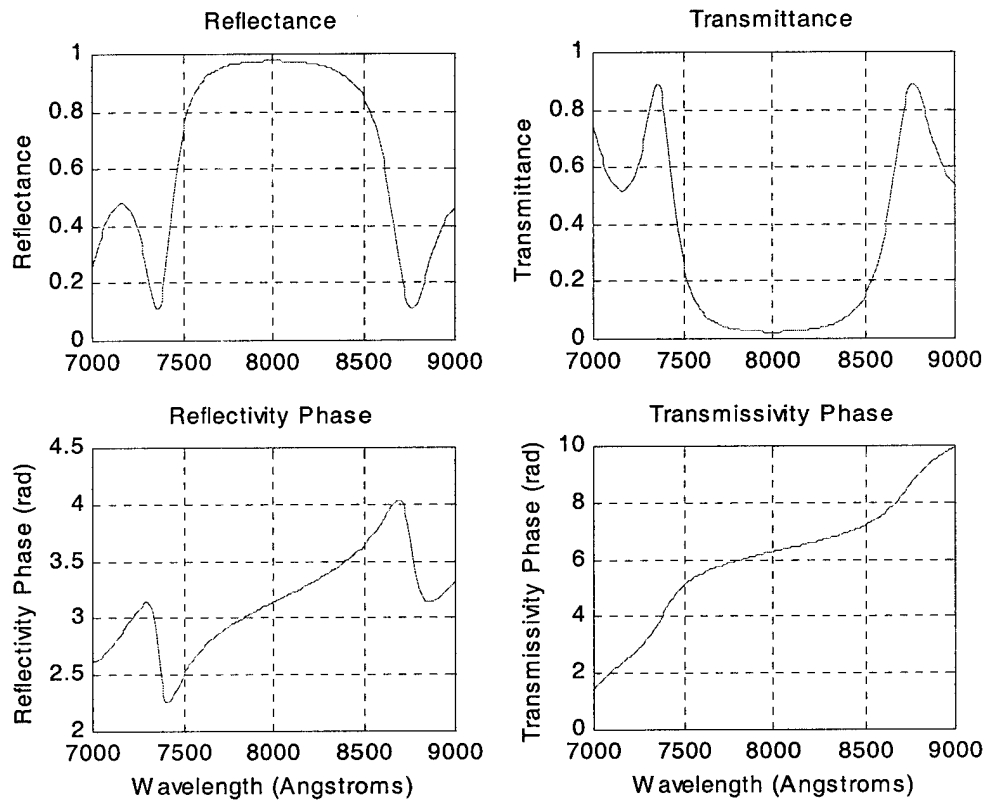 Reflectance
Transmittance
Reflectance
1
0.8
0.6
0.4
0.2
0
7000 7500 8000 8500 9000
Transmittance
1
0.8
0.6
0.4
0.2
0
7000 7500 8000 8500 9000
Reflectivity Phase
Transmissivity Phase
Reflectivity Phase (rad)
4.5
4
3.5
3
2.5
2
7000 7500 8000 8500 9000
Wavelength (Angstroms)
Transmissivity Phase (rad)
10
8
6
4
2
0
7000 7500 8000 8500 9000
Wavelength (Angstroms)